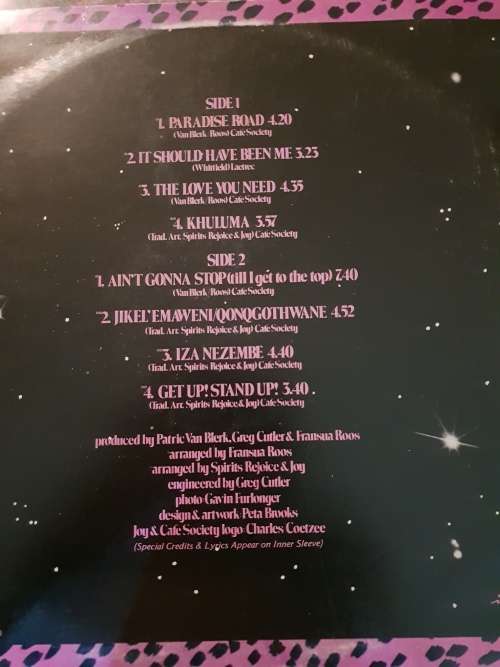 SIDE 1
*1. PARADISE ROAD 4.20
(Van Blerk/Roos) Cafe Society
**2. IT SHOULD HAVE BEEN ME 3.23
(Whitfield) Laetrec
*3. THE LOVE YOU NEED 4.35
(Van Blerk/Roos) Cafe Society
**4. KHULUMA 3.57
(Trad. Arr. Spirits Rejoice & Joy) Cafe Society
SIDE 2
*1. AIN'T GONNA STOP (till I get to the top) 7.40
(Van Blerk/Roos) Cafe Society
**2. JIKEL' EMAWENI/QONQGOTHWANE 4.52
(Trad. Arr. Spirits Rejoice & Joy) Cafe Society
***3. IZA NEZEMBE 4.40
(Trad. Arr. Spirits Rejoice & Joy) Cafe Society
**4. GET UP! STAND UP! 3.40
(Trad. Arr. Spirits Rejoice & Joy) Cafe Society
produced by Patric Van Blerk, Greg Cutler & Fransua Roos
*arranged by Fransua Roos
**arranged by Spirits Rejoice & Joy
engineered by Greg Cutler
photo·Gavin Furlonger
design & artwork·Peta Brooks
Joy & Cafe Society logo·Charles Coetzee
(Special Credits & Lyrics Appear on Inner Sleeve)